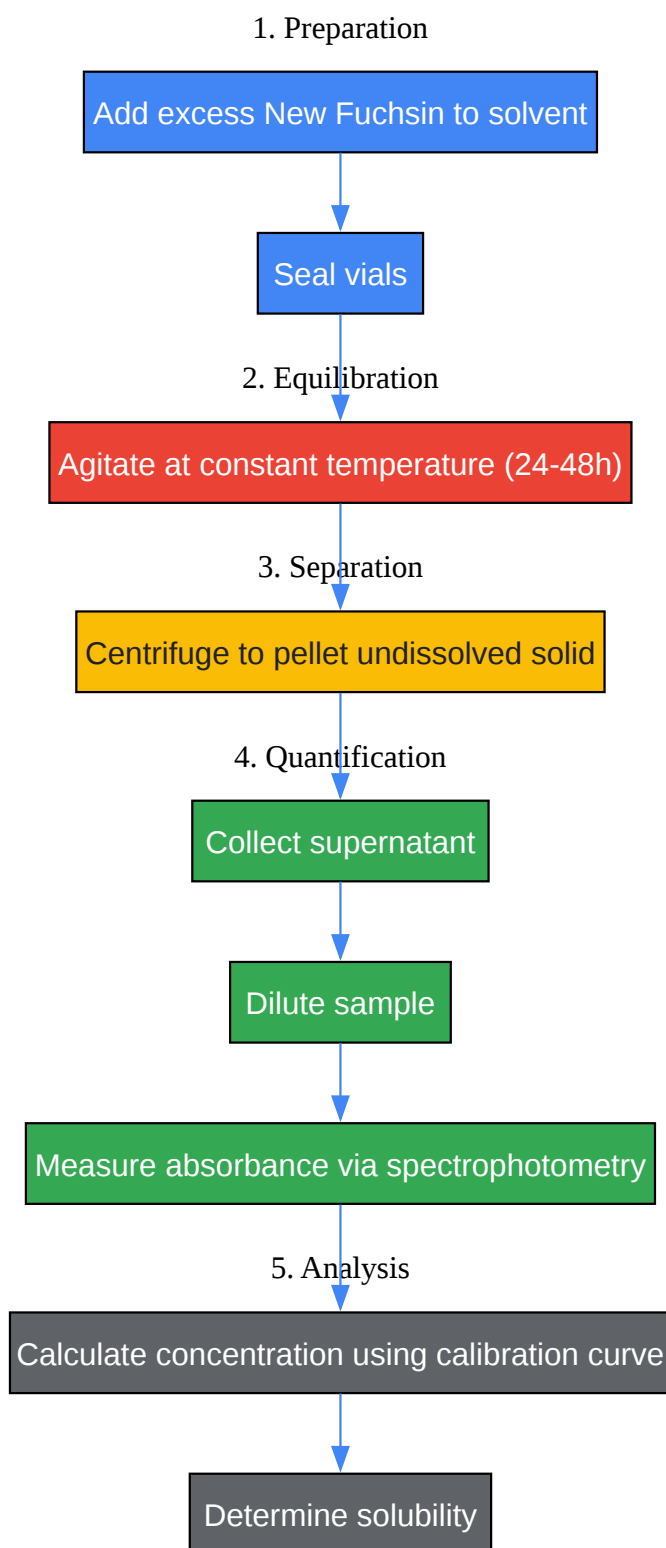 1. Preparation
Add excess New Fuchsin to solvent
Seal vials
2. Equilibration
Agitate at constant temperature (24-48h)
3. Separation
Centrifuge to pellet undissolved solid
4. Quantification
Collect supernatant
Dilute sample
Measure absorbance via spectrophotometry
5. Analysis
Calculate concentration using calibration curve
Determine solubility